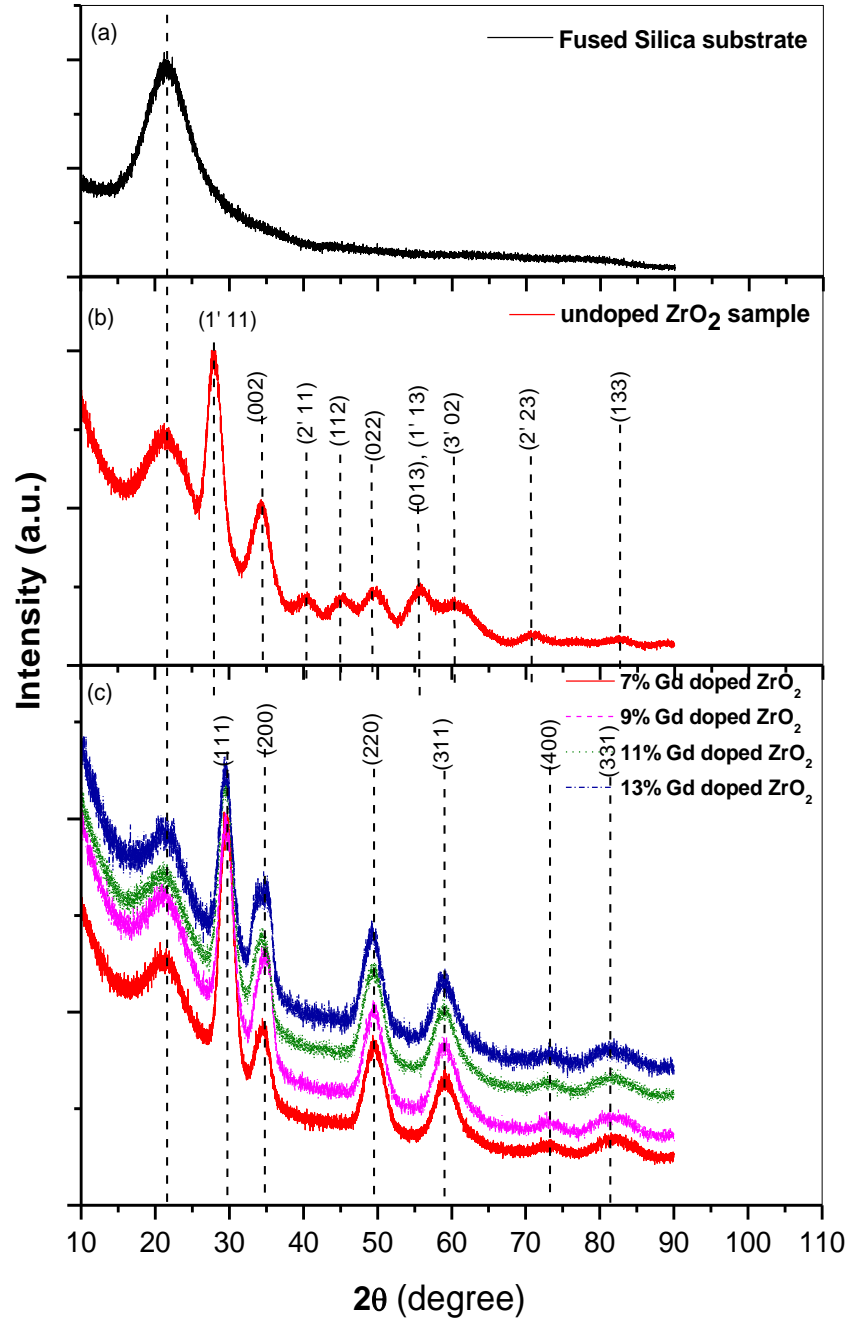 (a)
Fused Silica substrate
(b)
undoped ZrO₂ sample
(1' 11)
(002)
(2' 11)
(112)
(022)
(013), (1' 13)
(3' 02)
(2' 23)
(133)
Intensity (a.u.)
(c)
7% Gd doped ZrO₂
9% Gd doped ZrO₂
11% Gd doped ZrO₂
13% Gd doped ZrO₂
(111)
(200)
(220)
(311)
(400)
(331)
10 20 30 40 50 60 70 80 90 100 110
2θ (degree)